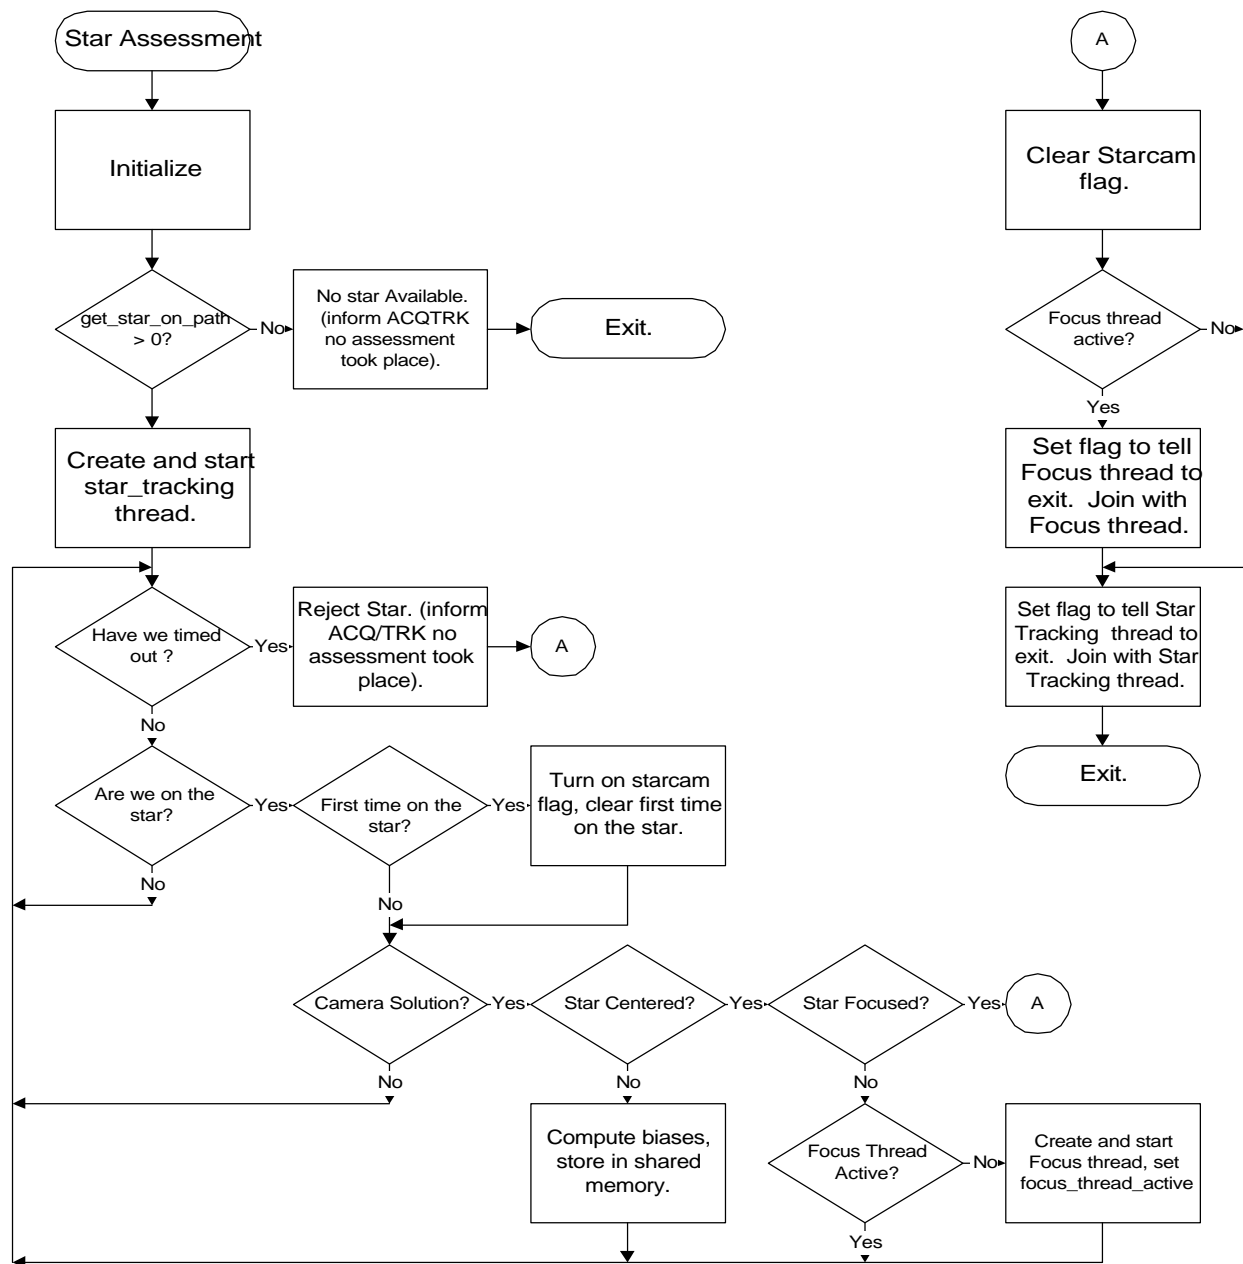 Star Assessment
A
Initialize
Clear Starcam
flag.
get_star_on_path
> 0?
No
No star Available.
(inform ACQTRK
no assessment
took place).
Exit.
Focus thread
active?
No
Yes
Create and start
star_tracking
thread.
Set flag to tell
Focus thread to
exit.  Join with
Focus thread.
Have we timed
out ?
Yes
Reject Star. (inform
ACQ/TRK no
assessment took
place).
A
Set flag to tell Star
Tracking  thread to
exit.  Join with Star
Tracking thread.
No
Are we on the
star?
Yes
First time on the
star?
Yes
Turn on starcam
flag, clear first time
on the star.
Exit.
No
No
Camera Solution?
Yes
Star Centered?
Yes
Star Focused?
Yes
A
No
No
No
Compute biases,
store in shared
memory.
Focus Thread
Active?
No
Create and start
Focus thread, set
focus_thread_active
Yes